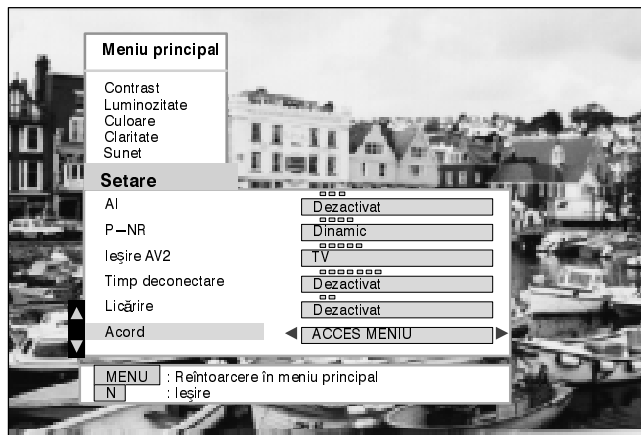 Meniu principal
Contrast
Luminozitate
Culoare
Claritate
Sunet
Setare
AI Dezactivat
P–NR Dinamic
Ieşire AV2 TV
Timp deconectare Dezactivat
Licărire Dezactivat
Acord ACCES MENIU
MENU : Reîntoarcere în meniu principal
N : Ieşire